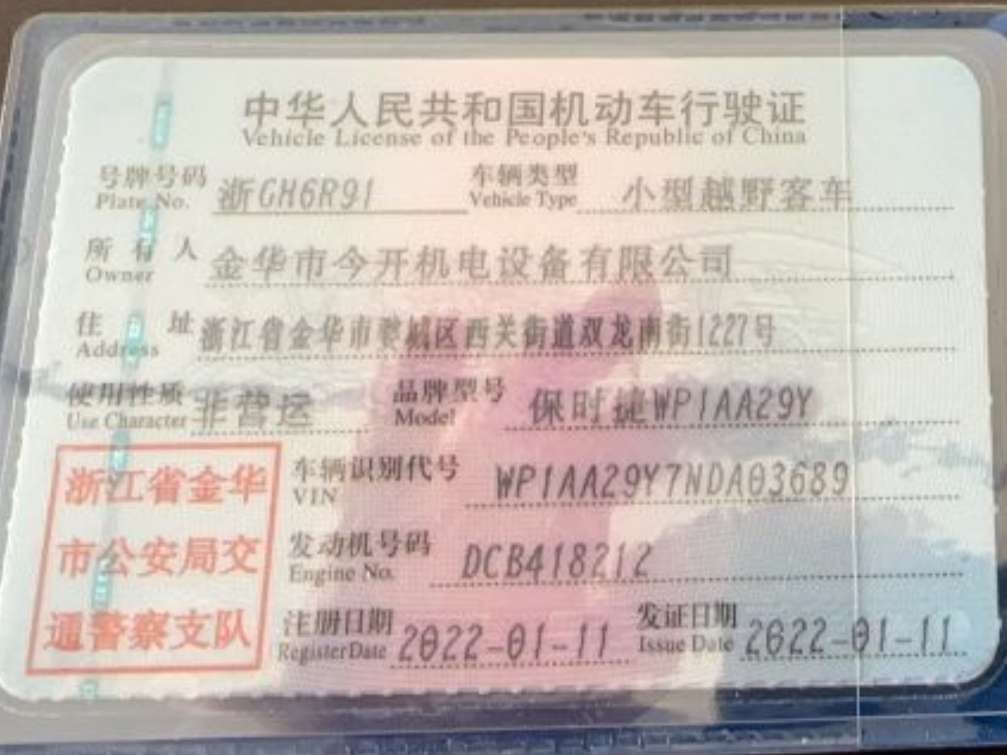 中华人民共和国机动车行驶证
Vehicle License of the People's Republic of China
号牌号码 浙GH6R91 车辆类型 小型越野客车
Plate No. Vehicle Type
所有人 金华市今开机电设备有限公司
Owner
住址 浙江省金华市婺城区西关街道双龙南街1227号
Address
使用性质 非营运 品牌型号 保时捷WP1AA29Y
Use Character Model
车辆识别代号 WP1AA29Y7NDA03689
VIN
发动机号码 DCB418212
Engine No.
注册日期 2022-01-11 发证日期 2022-01-11
Register Date Issue Date
浙江省金华
市公安局交
通警察支队